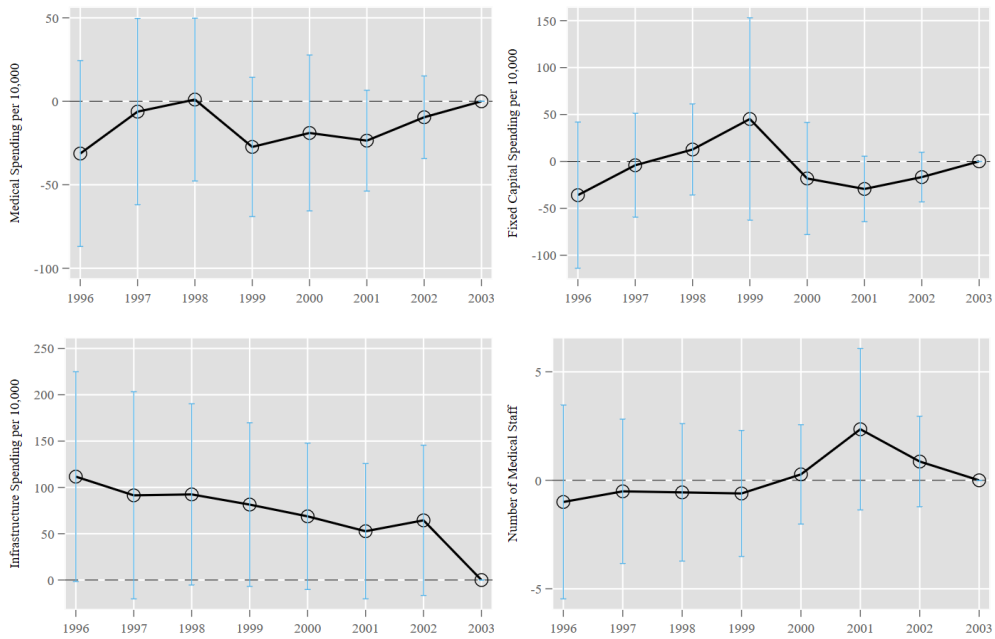 Medical Spending per 10,000
50
0
-50
-100
1996 1997 1998 1999 2000 2001 2002 2003
Fixed Capital Spending per 10,000
150
100
50
0
-50
-100
1996 1997 1998 1999 2000 2001 2002 2003
Infrastructure Spending per 10,000
250
200
150
100
50
0
1996 1997 1998 1999 2000 2001 2002 2003
Number of Medical Staff
5
0
-5
1996 1997 1998 1999 2000 2001 2002 2003